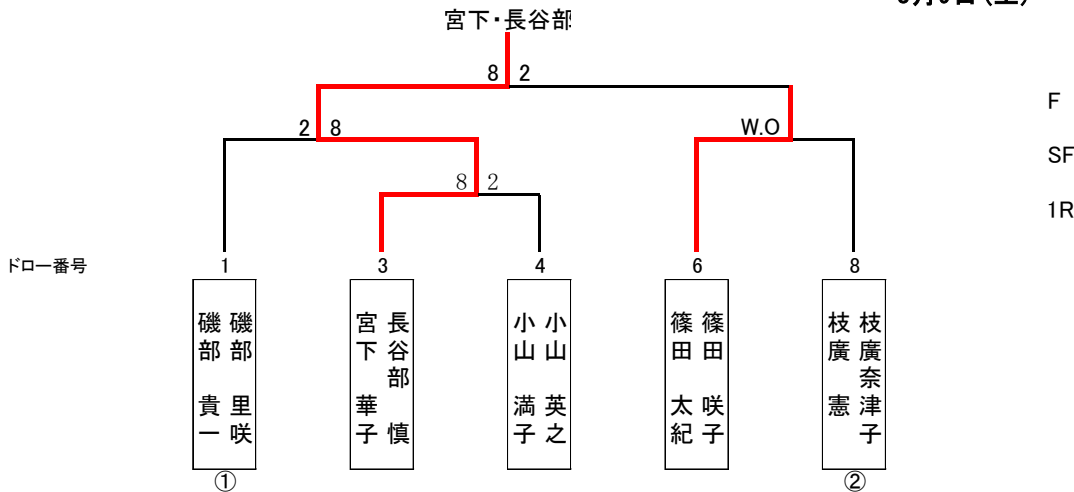 宮下・長谷部
8 2
F
2 8
W.O
SF
8 2
1R
ドロー番号
1 3 4 6 8
磯部 里咲
磯部 貴一
長谷部 慎
宮下 華子
小山 英之
小山 満子
篠田 咲子
篠田 太紀
枝廣奈津子
枝廣 憲
① ②